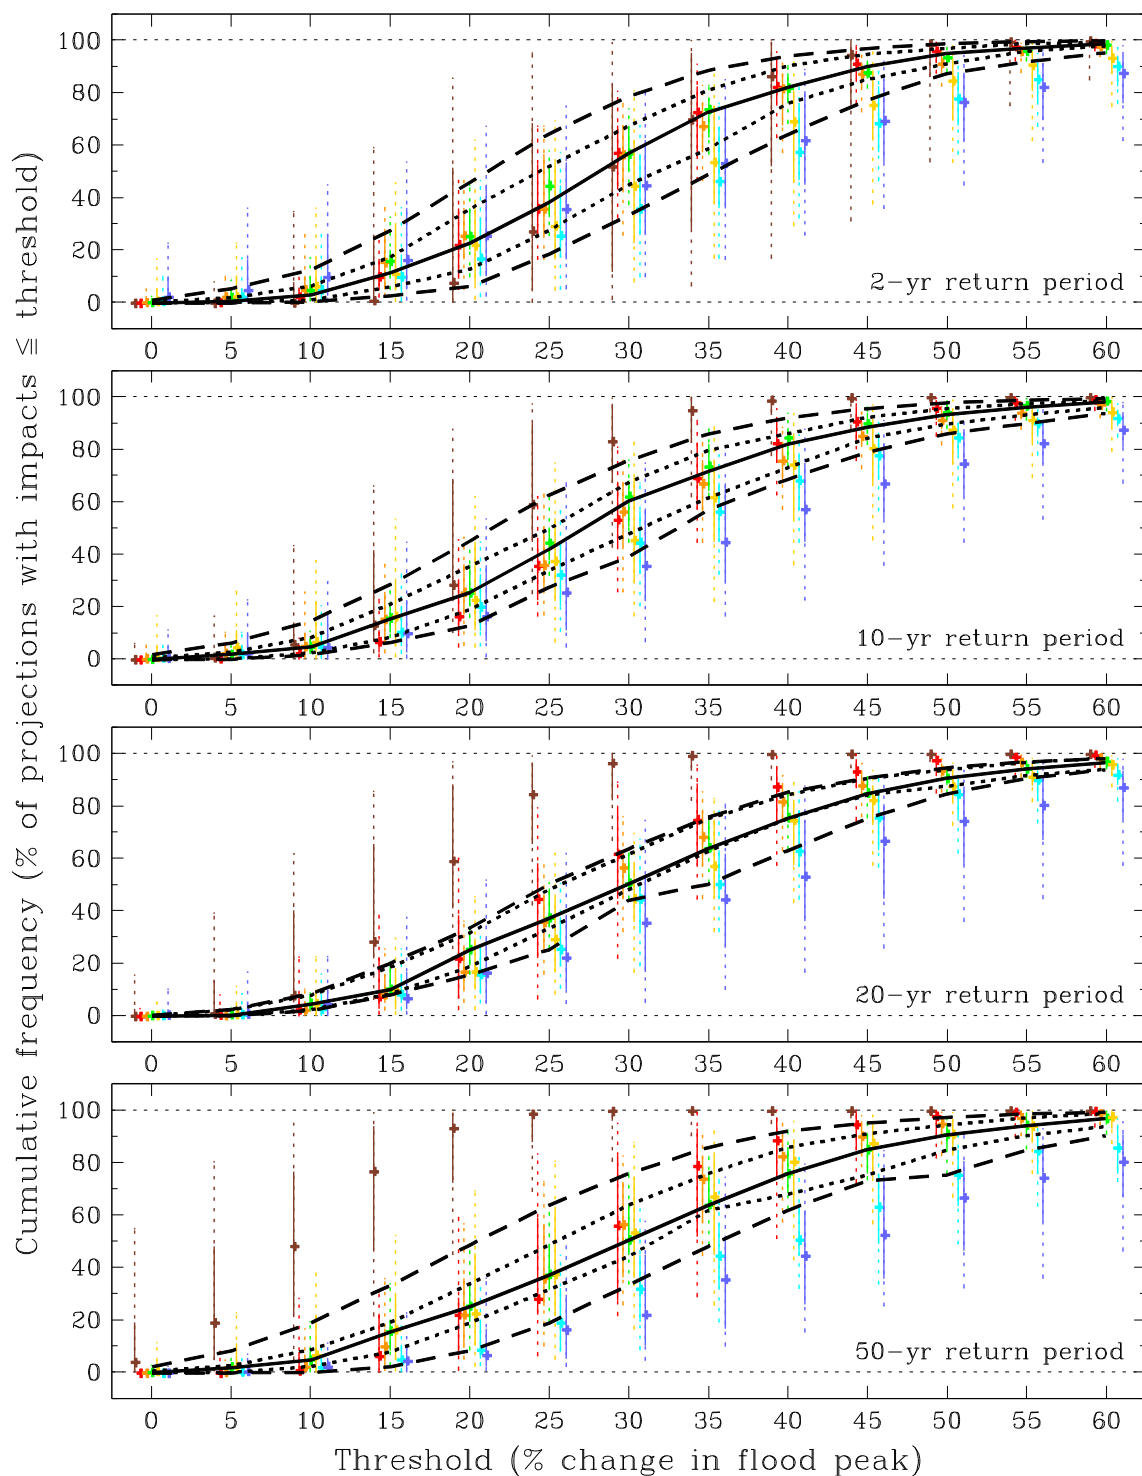 Cumulative frequency (% of projections with impacts ≦ threshold)
100
80
60
40
20
0
2-yr return period
0 5 10 15 20 25 30 35 40 45 50 55 60
100
80
60
40
20
0
10-yr return period
0 5 10 15 20 25 30 35 40 45 50 55 60
100
80
60
40
20
0
20-yr return period
0 5 10 15 20 25 30 35 40 45 50 55 60
100
80
60
40
20
0
50-yr return period
0 5 10 15 20 25 30 35 40 45 50 55 60
Threshold (% change in flood peak)